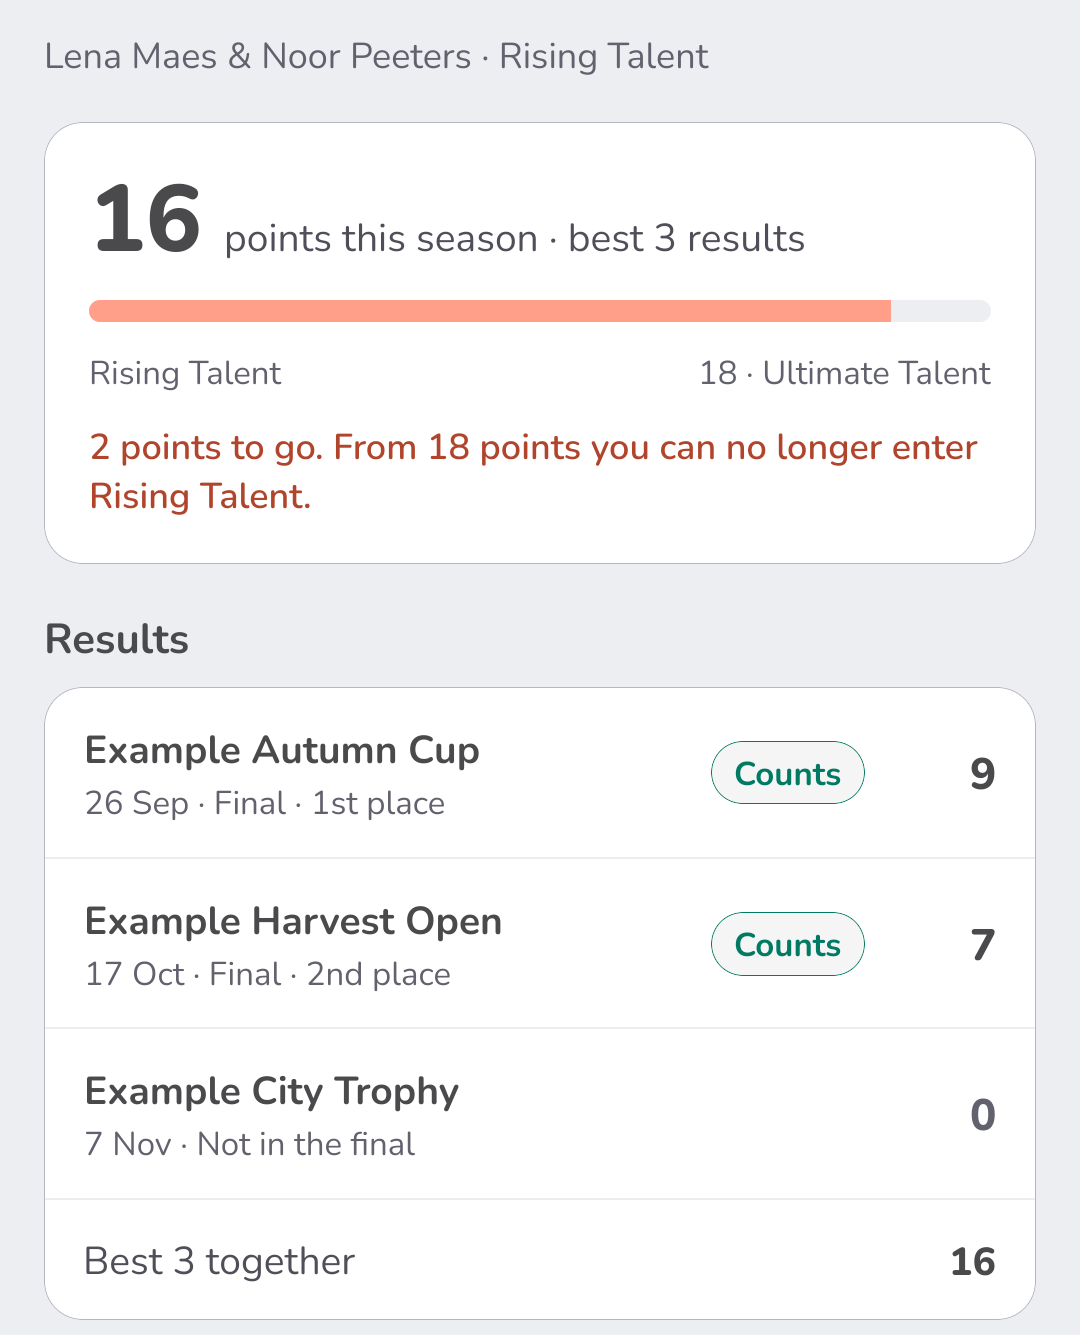 Lena Maes & Noor Peeters · Rising Talent
16 points this season · best 3 results
Rising Talent 18 · Ultimate Talent
2 points to go. From 18 points you can no longer enter
Rising Talent.
Results
Example Autumn Cup
26 Sep · Final · 1st place
Counts 9
Example Harvest Open
17 Oct · Final · 2nd place
Counts 7
Example City Trophy
7 Nov · Not in the final
0
Best 3 together 16